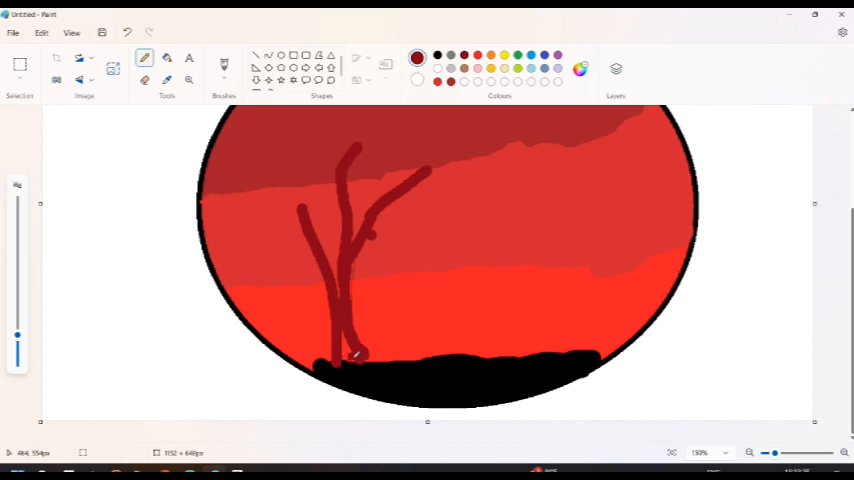 Untitled - Paint
File Edit View
Selection Image Tools Brushes Shapes Colours Layers
464, 554px 1152 × 648px 150%